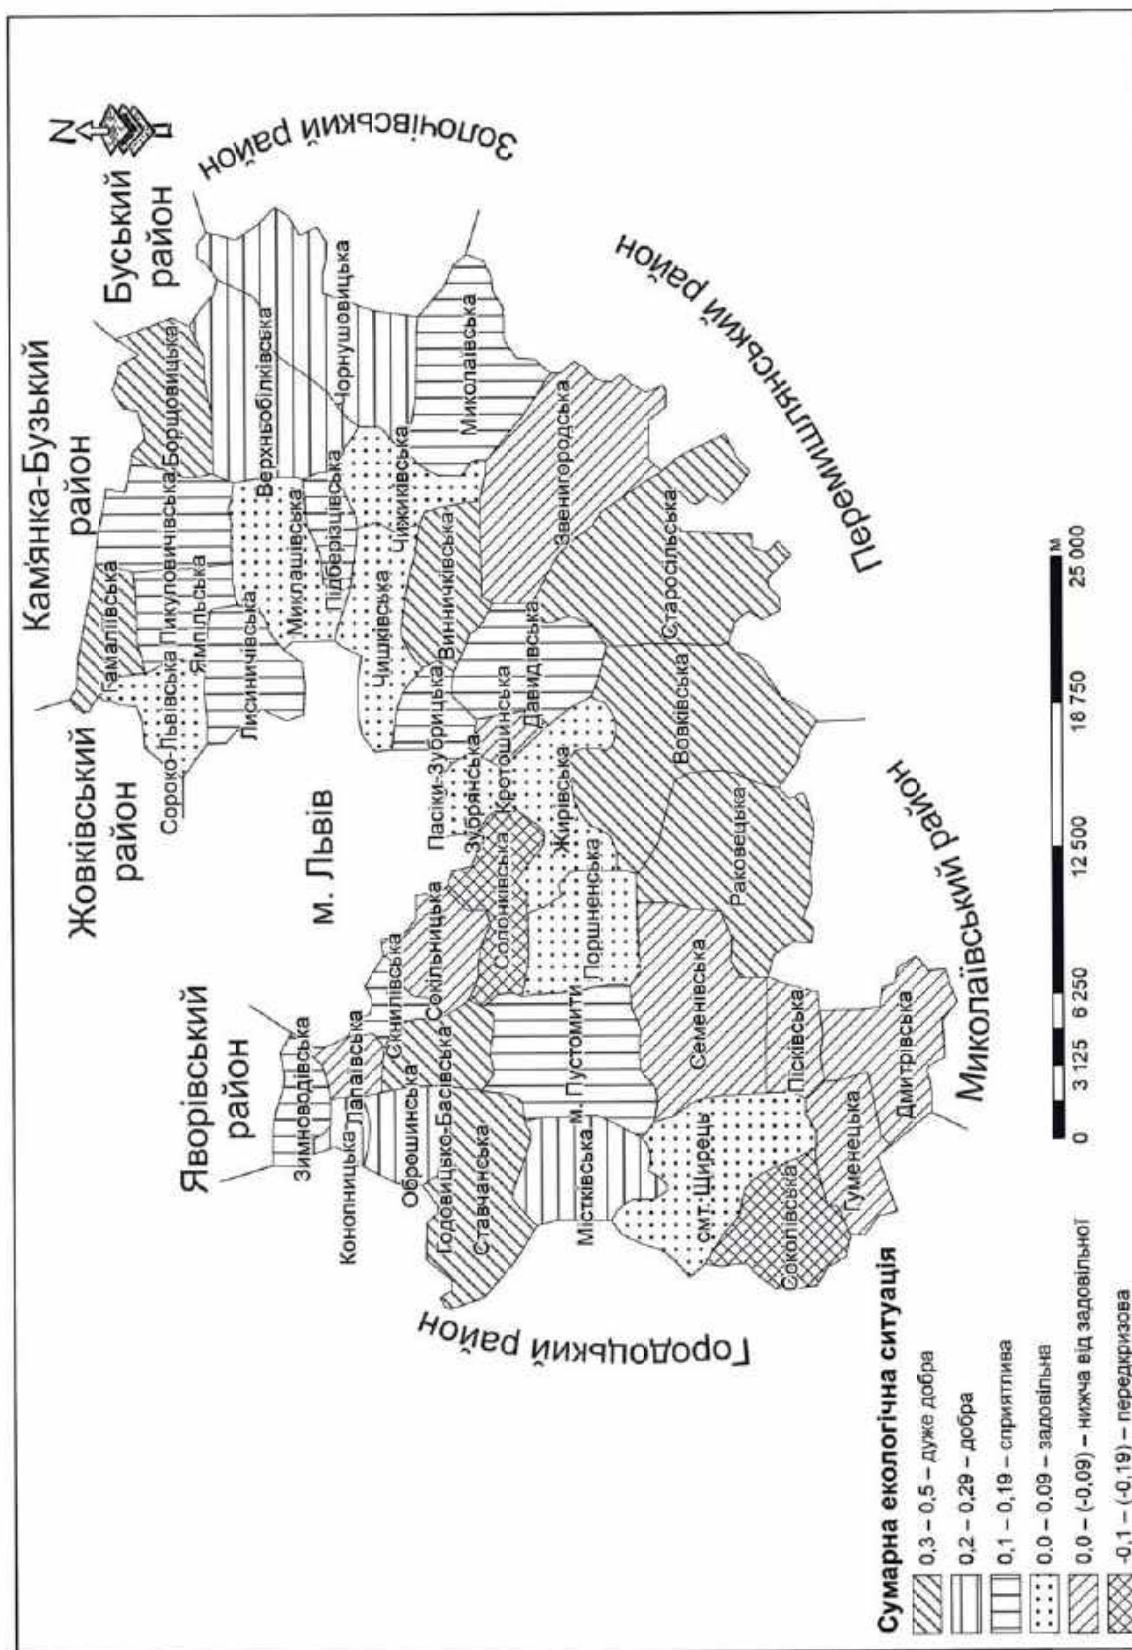 Кам'янка-Бузький
район
Буський
район
N
Жовківський
район
Золочівський район
Яворівський
район
м. Львів
Перемишлянський район
Городоцький район
Миколаївський район
Гамаліївська
Сороко-Львівська
Пикуловичівська
Борщовицька
Ямпільська
Лисиничівська
Верхньобілківська
Миклашівська
Підберізцівська
Чорнушовицька
Чишківська
Чижиківська
Миколаївська
Винничківська
Пасіки-Зубрицька
Зубрянська
Кротошинська
Давидівська
Звенигородська
Жирівська
Старосільська
Вовківська
Раковецька
Зимноводівська
Конопницька
Лапаївська
Скнилівська
Оброшинська
Сокільницька
Годовицько-Басівська
Ставчанська
Солонківська
Поршненська
м. Пустомити
Містківська
Семенівська
смт. Щирець
Пісківська
Соколівська
Гуменецька
Дмитрівська
Сумарна екологічна ситуація
0,3 – 0,5 – дуже добра
0,2 – 0,29 – добра
0,1 – 0,19 – сприятлива
0,0 – 0,09 – задовільна
0,0 – (-0,09) – нижча від задовільної
-0,1 – (-0,19) – передкризова
0 3 125 6 250 12 500 18 750 25 000
м